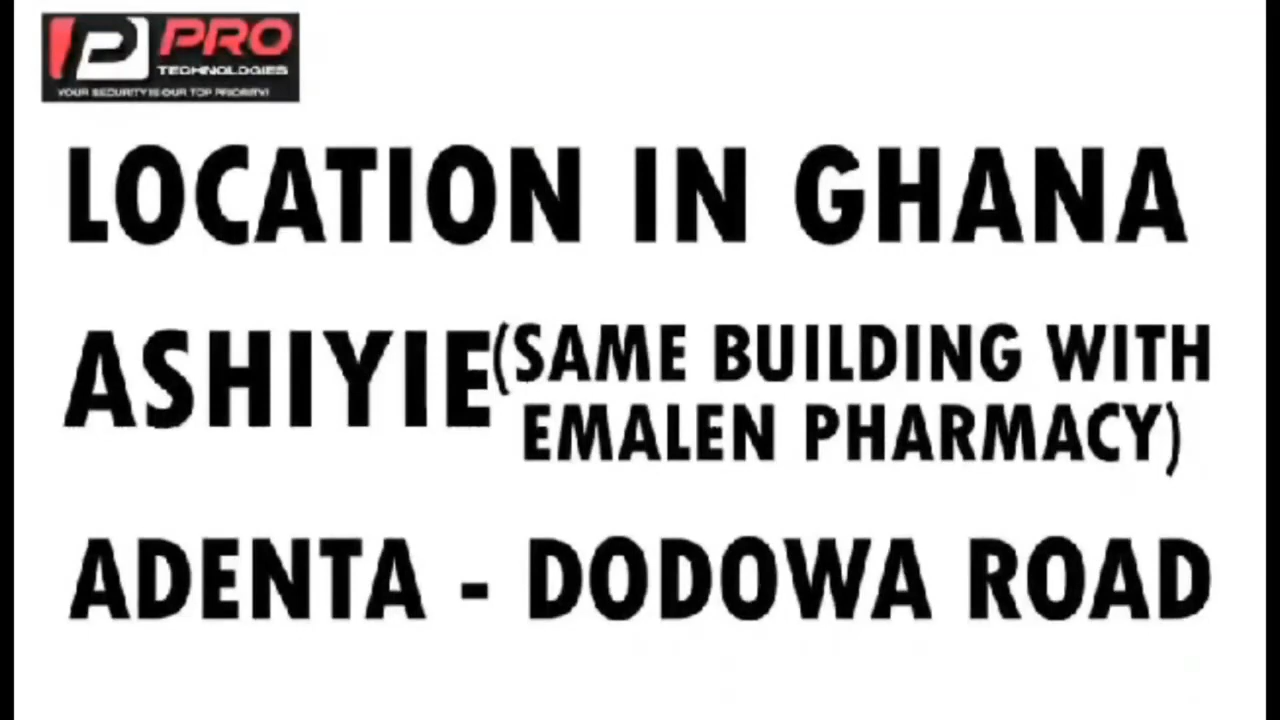 PRO
TECHNOLOGIES
YOUR SECURITY IS OUR TOP PRIORITY!
LOCATION IN GHANA
ASHIYIE (SAME BUILDING WITH
EMALEN PHARMACY)
ADENTA - DODOWA ROAD